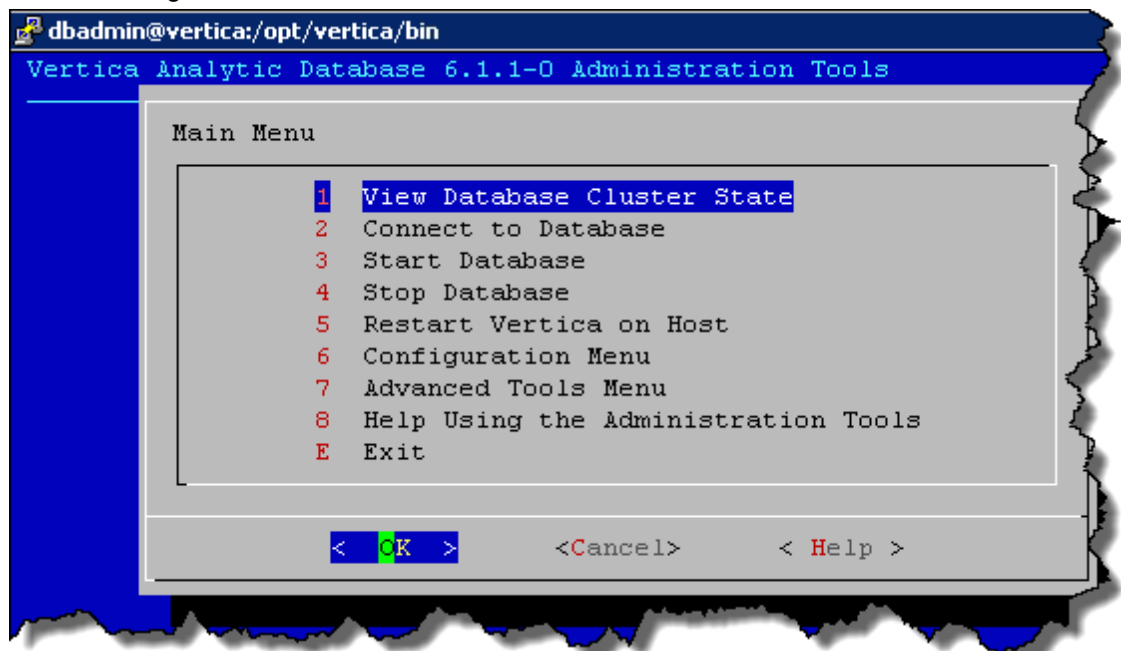 dbadmin@vertica:/opt/vertica/bin
Vertica Analytic Database 6.1.1-0 Administration Tools
Main Menu
1 View Database Cluster State
2 Connect to Database
3 Start Database
4 Stop Database
5 Restart Vertica on Host
6 Configuration Menu
7 Advanced Tools Menu
8 Help Using the Administration Tools
E Exit
< OK > <Cancel> < Help >